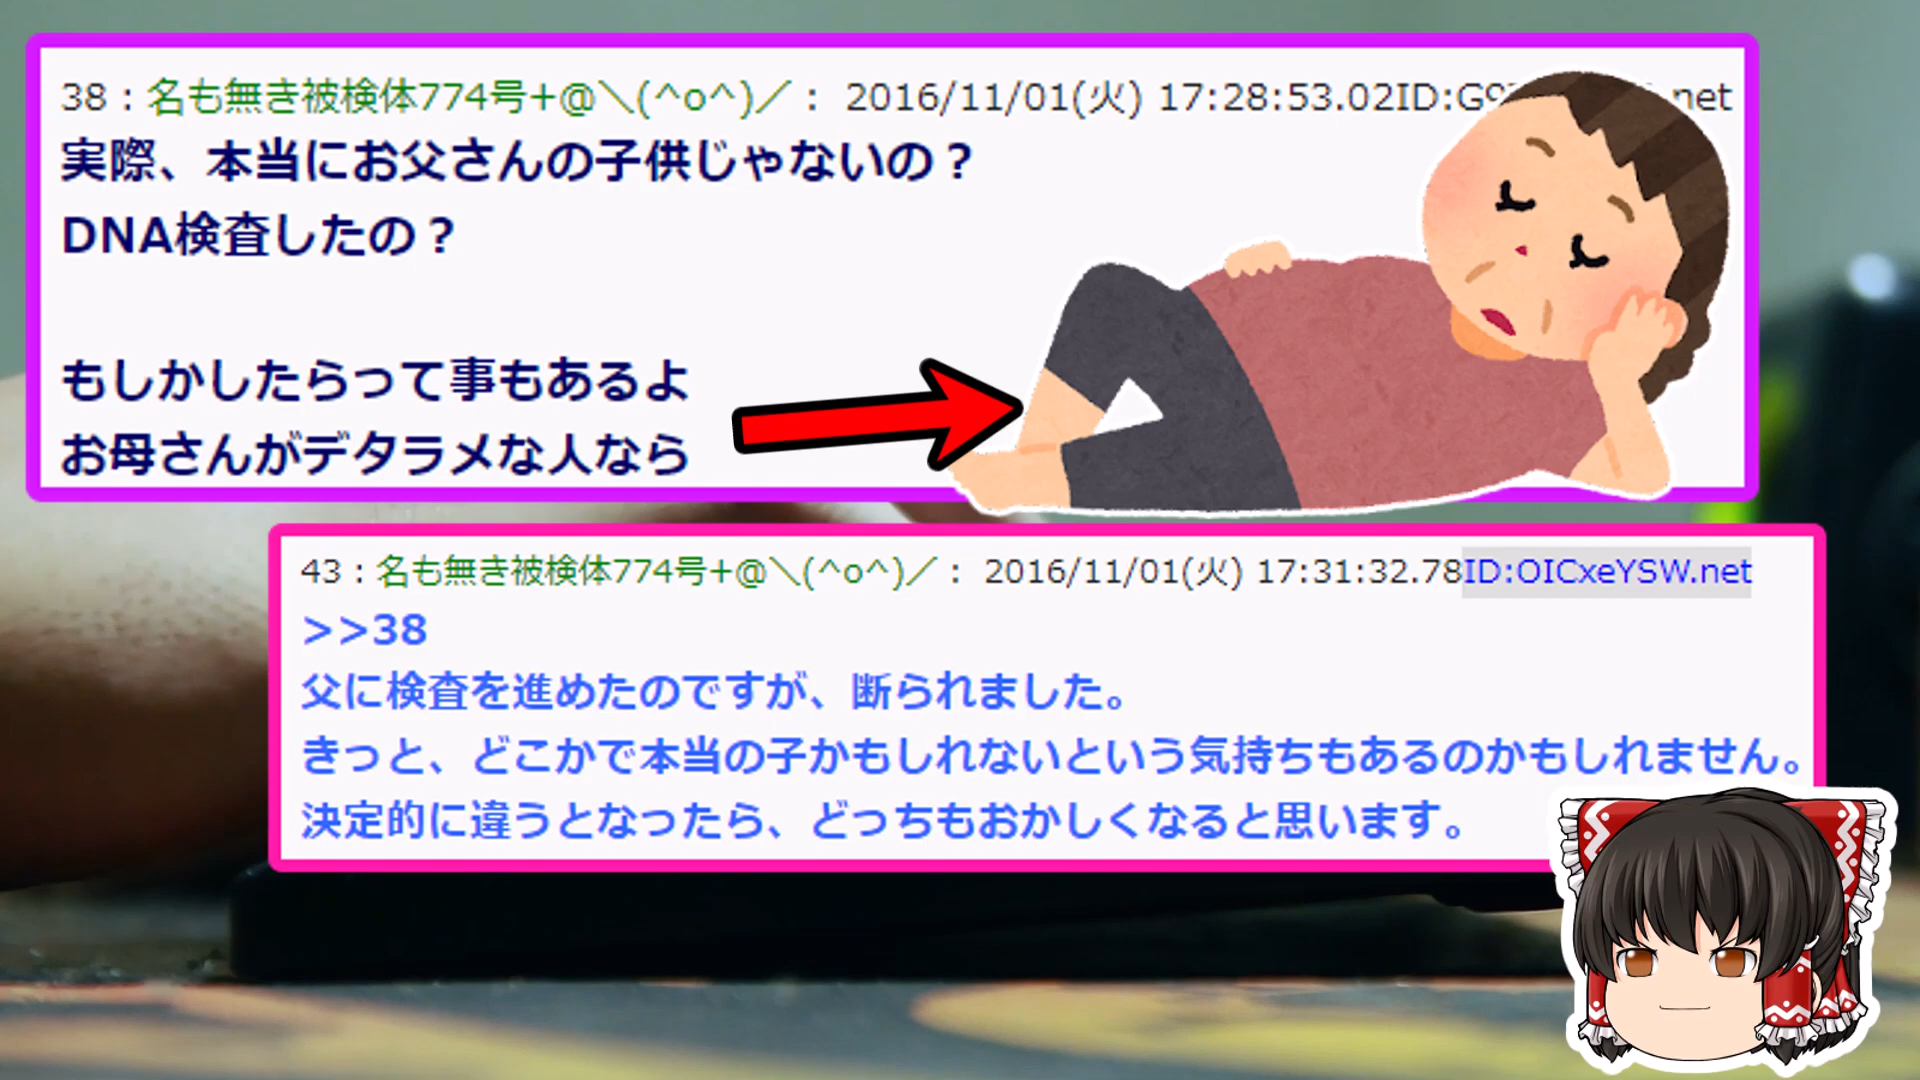 38：名も無き被検体774号+@＼(^o^)／： 2016/11/01(火) 17:28:53.02ID:G9 .net
実際、本当にお父さんの子供じゃないの？
DNA検査したの？
もしかしたらって事もあるよ
お母さんがデタラメな人なら
43：名も無き被検体774号+@＼(^o^)／： 2016/11/01(火) 17:31:32.78ID:OICxeYSW.net
>>38
父に検査を進めたのですが、断られました。
きっと、どこかで本当の子かもしれないという気持ちもあるのかもしれません。
決定的に違うとなったら、どっちもおかしくなると思います。